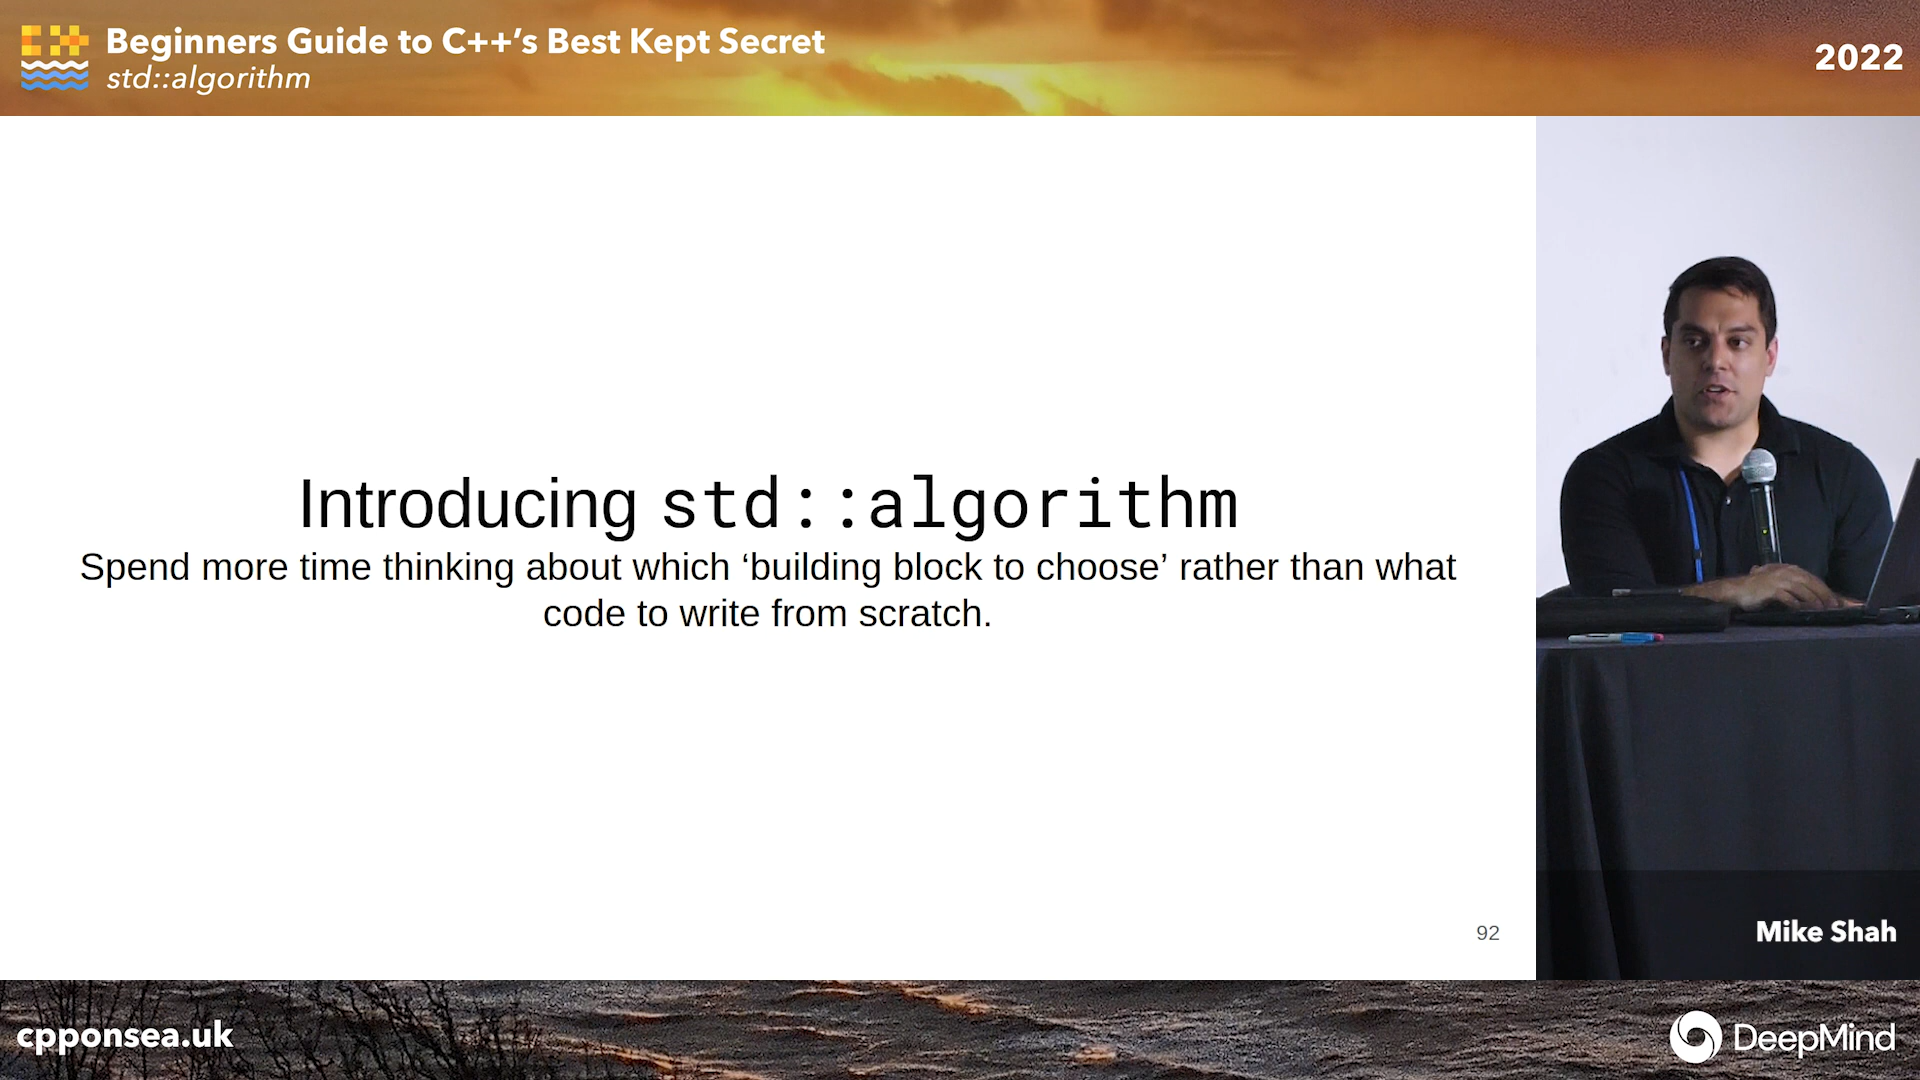 Beginners Guide to C++’s Best Kept Secret
std::algorithm
2022
Introducing std::algorithm
Spend more time thinking about which ‘building block to choose’ rather than what
code to write from scratch.
92
Mike Shah
cpponsea.uk
DeepMind